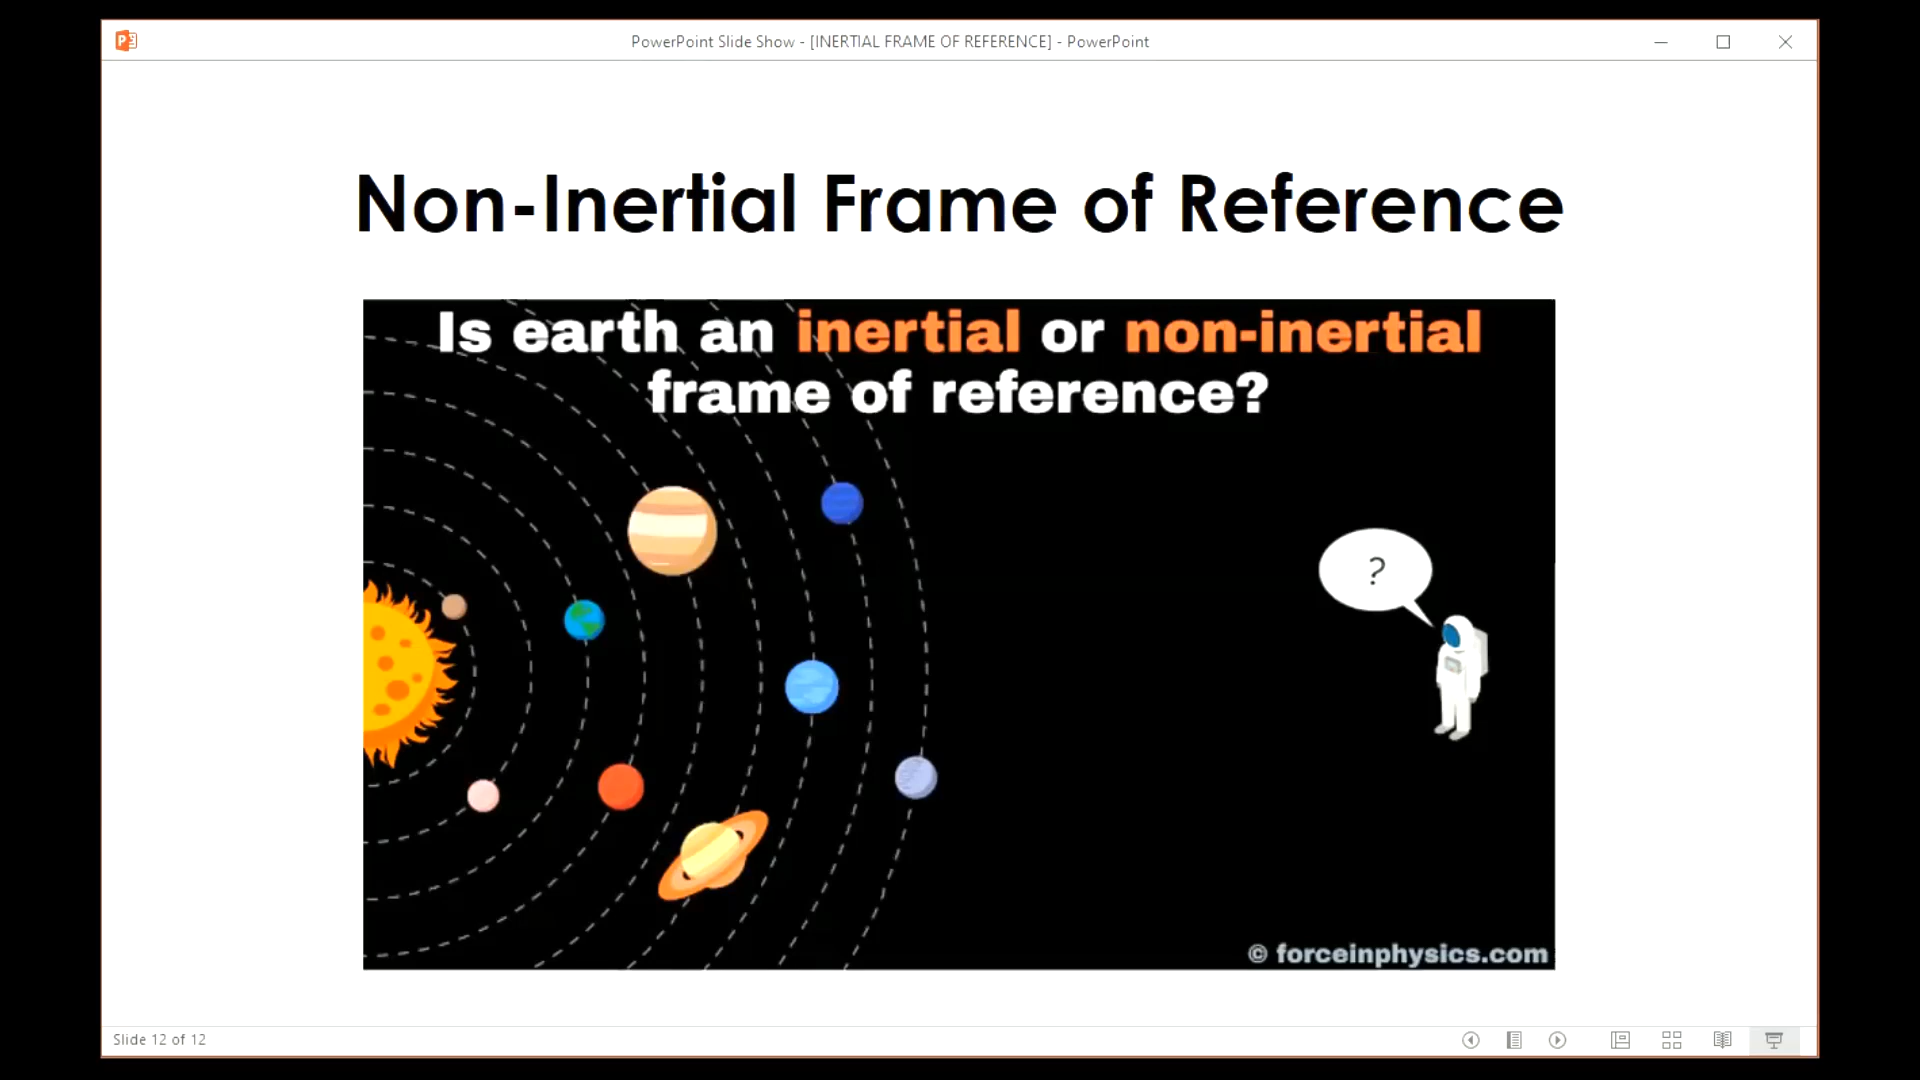 PowerPoint Slide Show - [INERTIAL FRAME OF REFERENCE] - PowerPoint
Non-Inertial Frame of Reference
Is earth an inertial or non-inertial
frame of reference?
?
© forceinphysics.com
Slide 12 of 12